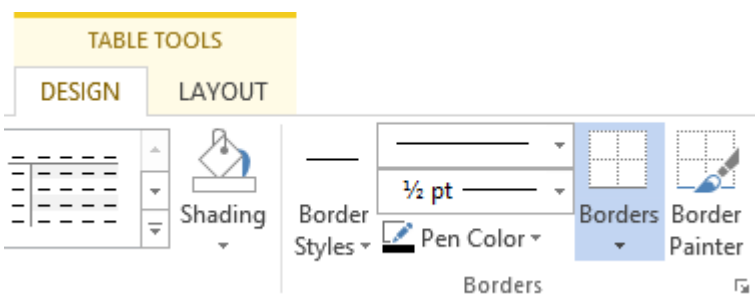 TABLE TOOLS
DESIGN LAYOUT
½ pt
Shading
Border
Styles
Pen Color
Borders
Border
Painter
Borders